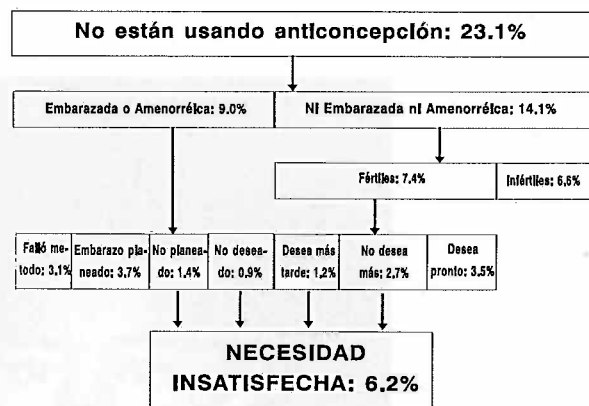 No están usando anticoncepción: 23.1%
Embarazada o Amenorréica: 9.0%
Ni Embarazada ni Amenorréica: 14.1%
Fértiles: 7.4%
Infértiles: 6.6%
Falló me-
todo: 3.1%
Embarazo pla-
neado: 3.7%
No planea-
do: 1.4%
No desea-
do: 0.9%
Desea más
tarde: 1.2%
No desea
más: 2.7%
Desea
pronto: 3.5%
NECESIDAD
INSATISFECHA: 6.2%